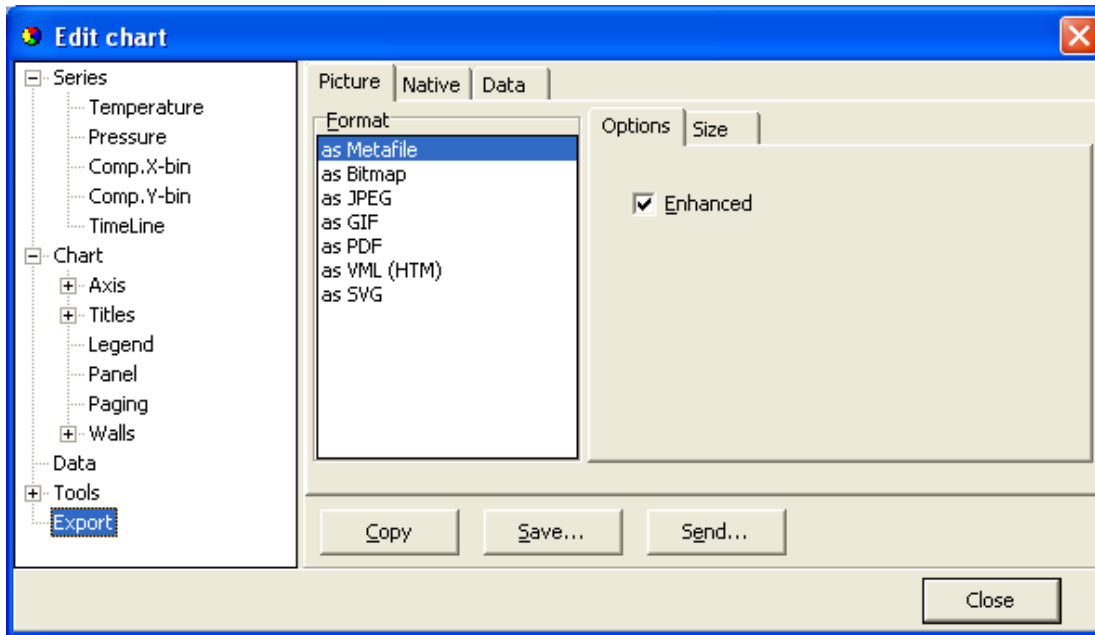 Edit chart
Series
Temperature
Pressure
Comp.X-bin
Comp.Y-bin
TimeLine
Chart
Axis
Titles
Legend
Panel
Paging
Walls
Data
Tools
Export
Picture Native Data
Format
as Metafile
as Bitmap
as JPEG
as GIF
as PDF
as VML (HTM)
as SVG
Options Size
Enhanced
Copy Save... Send...
Close